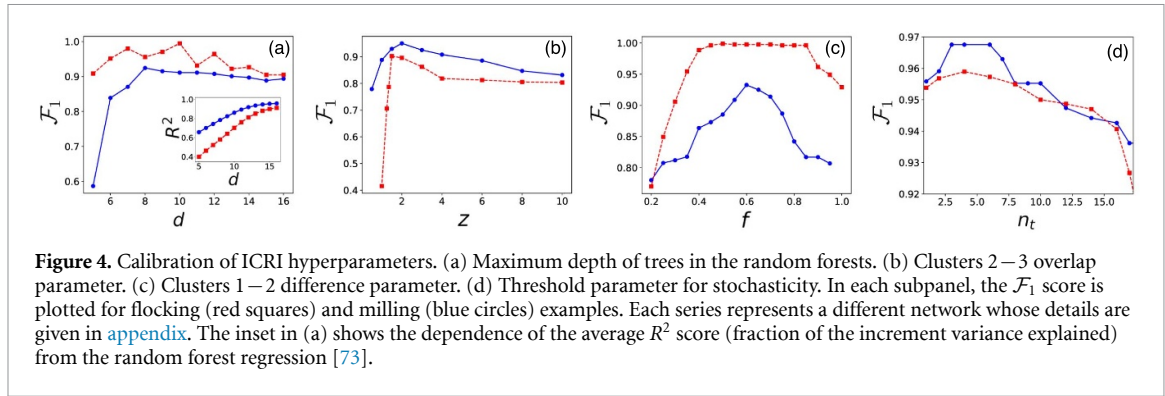 (a)
1.0
0.9
0.8
0.7
0.6
F₁
6 8 10 12 14 16
d
1.0
0.8
0.6
0.4
R²
5 10 15
d
(b)
0.9
0.8
0.7
0.6
0.5
0.4
F₁
2 4 6 8 10
z
(c)
1.00
0.95
0.90
0.85
0.80
F₁
0.2 0.4 0.6 0.8 1.0
f
(d)
0.97
0.96
0.95
0.94
0.93
0.92
F₁
2.5 5.0 7.5 10.0 12.5 15.0
nₜ
Figure 4. Calibration of ICRI hyperparameters. (a) Maximum depth of trees in the random forests. (b) Clusters 2−3 overlap
parameter. (c) Clusters 1−2 difference parameter. (d) Threshold parameter for stochasticity. In each subpanel, the F₁ score is
plotted for flocking (red squares) and milling (blue circles) examples. Each series represents a different network whose details are
given in appendix. The inset in (a) shows the dependence of the average R² score (fraction of the increment variance explained)
from the random forest regression [73].